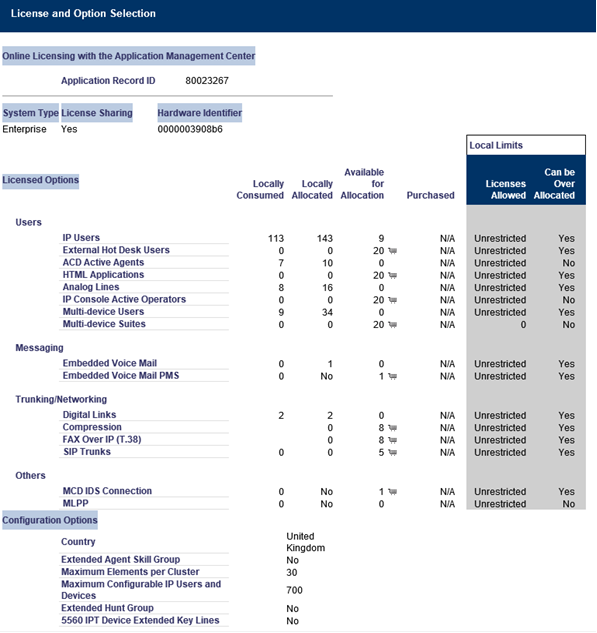 License and Option Selection
Online Licensing with the Application Management Center
Application Record ID 80023267
System Type License Sharing Hardware Identifier
Enterprise Yes 0000003908b6
Local Limits
Licensed Options Locally Consumed Locally Allocated Available for Allocation Purchased Licenses Allowed Can be Over Allocated
Users
IP Users 113 143 9 N/A Unrestricted Yes
External Hot Desk Users 0 0 20 N/A Unrestricted Yes
ACD Active Agents 7 10 0 N/A Unrestricted No
HTML Applications 0 0 20 N/A Unrestricted Yes
Analog Lines 8 16 0 N/A Unrestricted Yes
IP Console Active Operators 0 0 20 N/A Unrestricted No
Multi-device Users 9 34 0 N/A Unrestricted Yes
Multi-device Suites 0 0 20 N/A 0 No
Messaging
Embedded Voice Mail 0 1 0 N/A Unrestricted Yes
Embedded Voice Mail PMS 0 No 1 N/A Unrestricted Yes
Trunking/Networking
Digital Links 2 2 0 N/A Unrestricted Yes
Compression 0 8 N/A Unrestricted Yes
FAX Over IP (T.38) 0 8 N/A Unrestricted Yes
SIP Trunks 0 0 5 N/A Unrestricted Yes
Others
MCD IDS Connection 0 No 1 N/A Unrestricted Yes
MLPP 0 No 0 N/A Unrestricted No
Configuration Options
Country United Kingdom
Extended Agent Skill Group No
Maximum Elements per Cluster 30
Maximum Configurable IP Users and Devices 700
Extended Hunt Group No
5560 IPT Device Extended Key Lines No